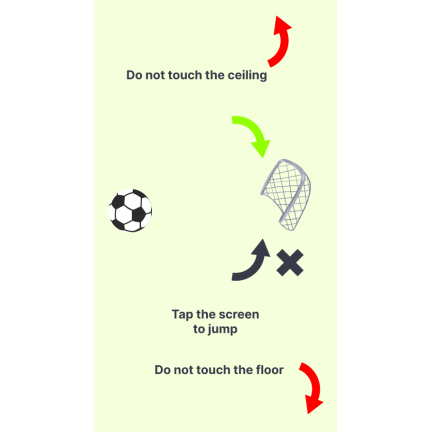 Do not touch the ceiling
Tap the screen
to jump
Do not touch the floor